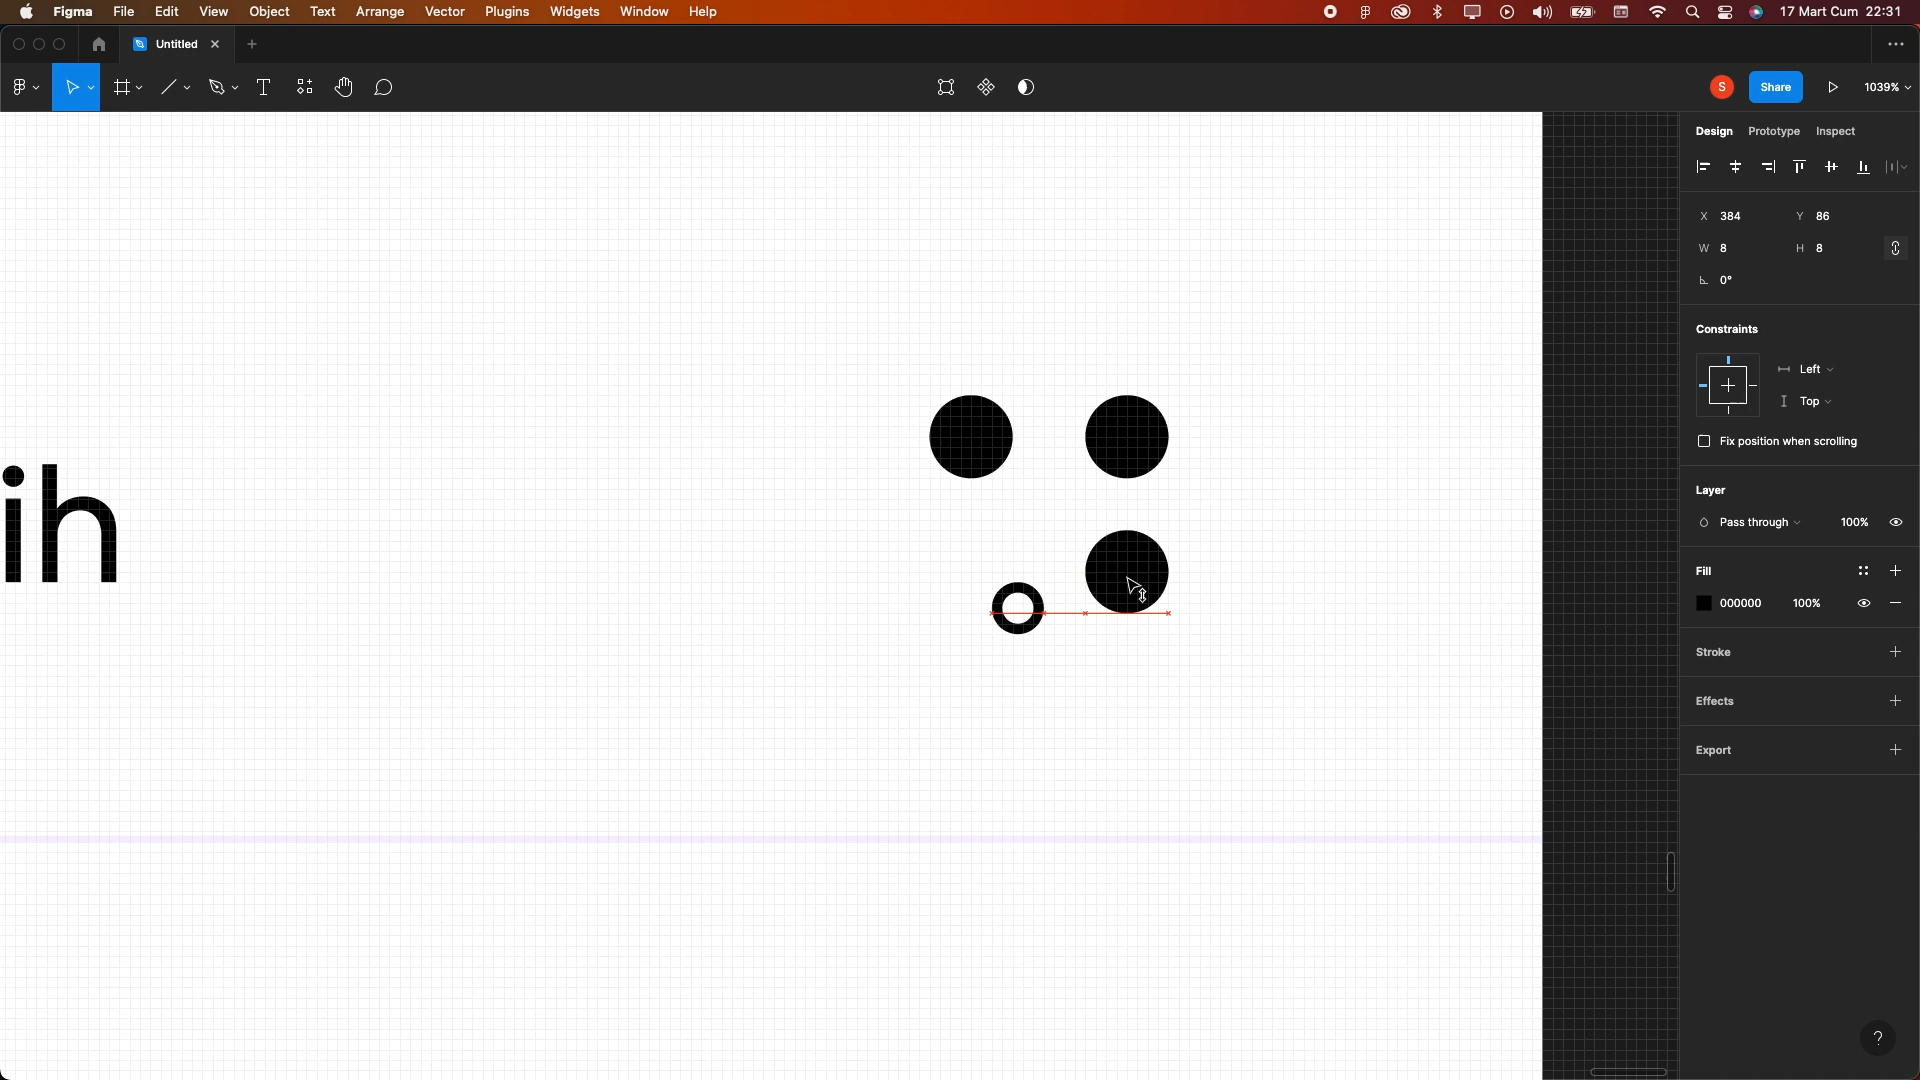 Figma File Edit View Object Text Arrange Vector Plugins Widgets Window Help 17 Mart Cum 22:31
Untitled
S Share 1039%
Design Prototype Inspect
X 384 Y 86
W 8 H 8
0°
Constraints
Left
Top
Fix position when scrolling
Layer
Pass through 100%
Fill
000000 100%
Stroke
Effects
Export
ih
?